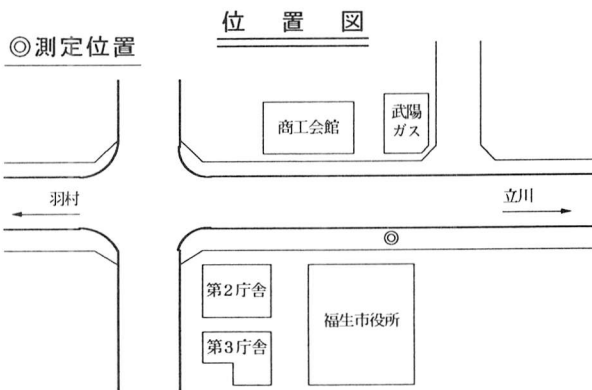 位置図
◎測定位置
商工会館
武陽
ガス
羽村
立川
◎
第2庁舎
福生市役所
第3庁舎